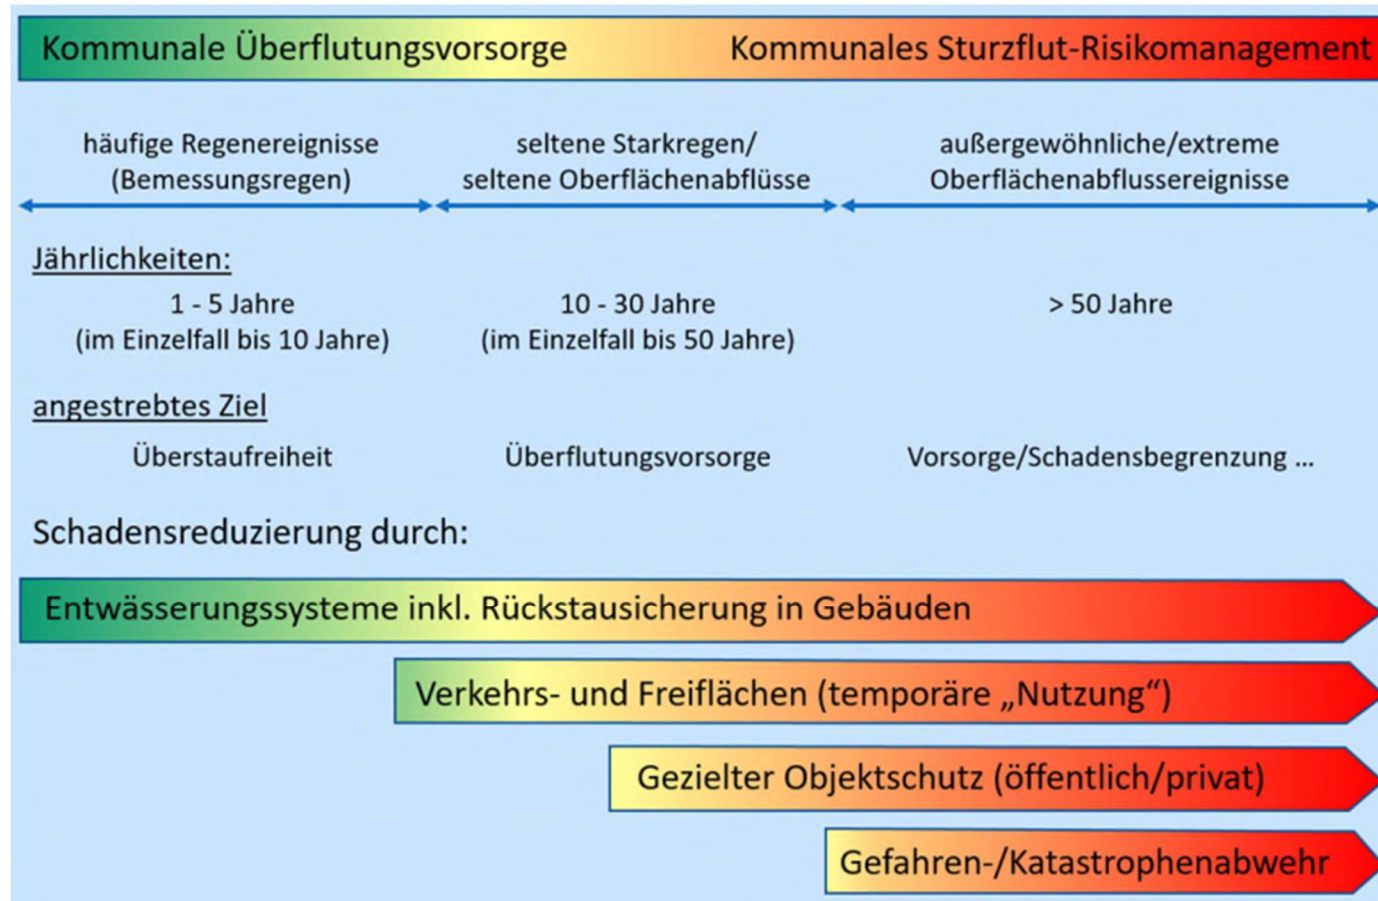 Kommunale Überflutungsvorsorge
Kommunales Sturzflut-Risikomanagement
häufige Regenereignisse
(Bemessungsregen)
seltene Starkregen/
seltene Oberflächenabflüsse
außergewöhnliche/extreme
Oberflächenabflussereignisse
Jährlichkeiten:
1 - 5 Jahre
(im Einzelfall bis 10 Jahre)
10 - 30 Jahre
(im Einzelfall bis 50 Jahre)
> 50 Jahre
angestrebtes Ziel
Überstaufreiheit
Überflutungsvorsorge
Vorsorge/Schadensbegrenzung ...
Schadensreduzierung durch:
Entwässerungssysteme inkl. Rückstausicherung in Gebäuden
Verkehrs- und Freiflächen (temporäre „Nutzung“)
Gezielter Objektschutz (öffentlich/privat)
Gefahren-/Katastrophenabwehr